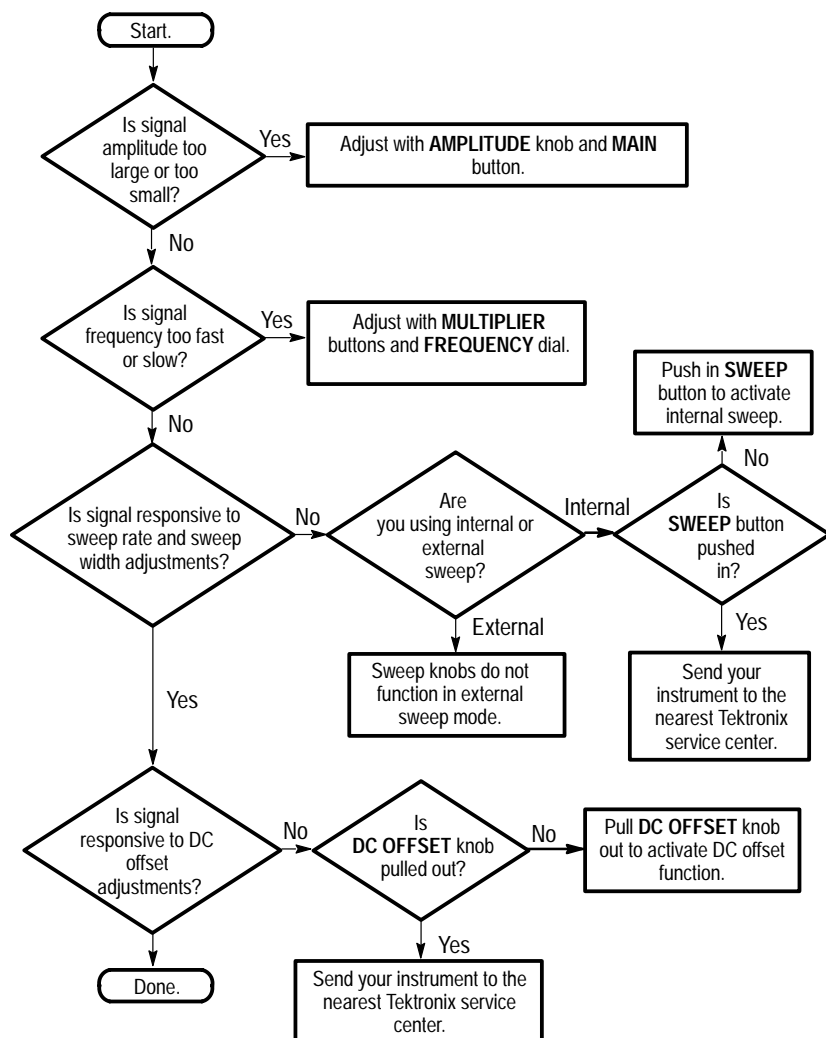 Start.
Is signal
amplitude too
large or too
small?
Yes
Adjust with AMPLITUDE knob and MAIN
button.
No
Is signal
frequency too fast
or slow?
Yes
Adjust with MULTIPLIER
buttons and FREQUENCY dial.
No
Is signal responsive to
sweep rate and sweep
width adjustments?
No
Are
you using internal or
external
sweep?
Internal
Is
SWEEP button
pushed
in?
No
Push in SWEEP
button to activate
internal sweep.
Yes
Send your
instrument to the
nearest Tektronix
service center.
External
Sweep knobs do not
function in external
sweep mode.
Yes
Is signal
responsive to DC
offset
adjustments?
No
Is
DC OFFSET knob
pulled out?
No
Pull DC OFFSET knob
out to activate DC offset
function.
Yes
Send your instrument to the
nearest Tektronix service
center.
Done.